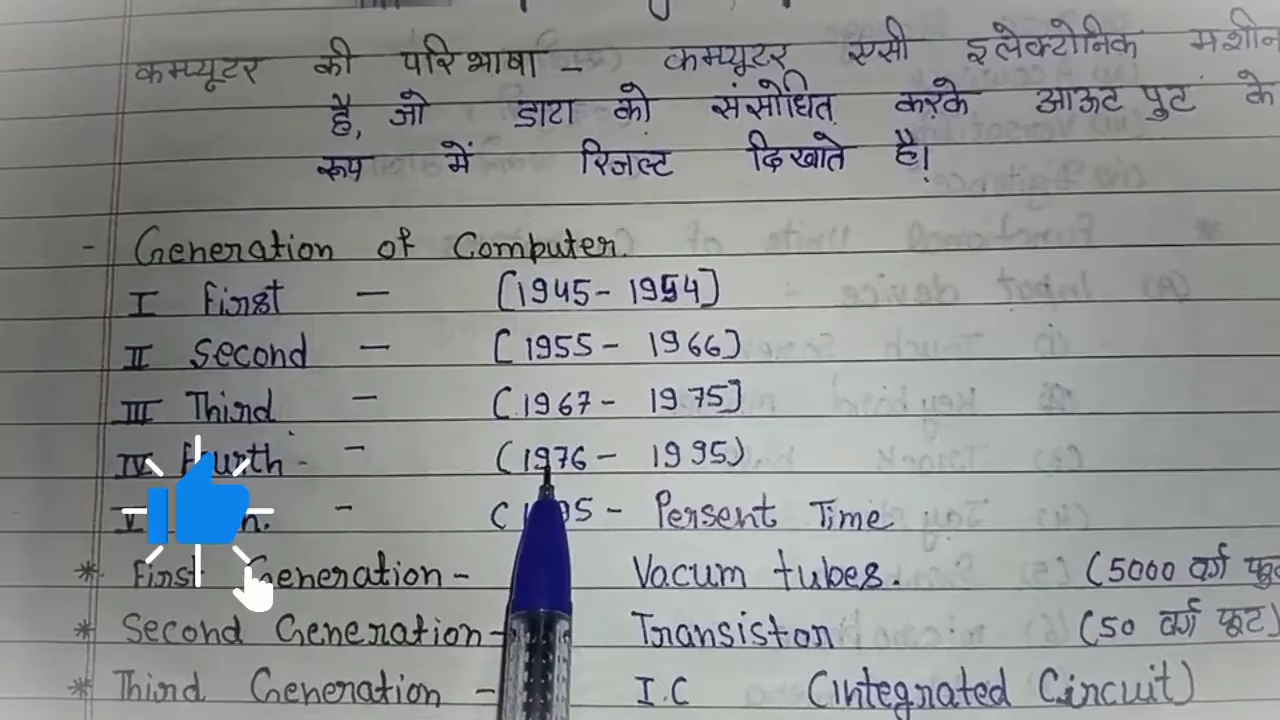 कम्प्यूटर की परिभाषा - कम्प्यूटर एसी इलेक्टोनिक मशीन
है, जो डाटा को संसोधित करके आऊट पुट के
रूप में रिजल्ट दिखाते है।
- Generation of Computer.
I First - (1945 - 1954)
II Second - (1955 - 1966)
III Third - (1967 - 1975)
IV Fourth - (1976 - 1995)
V - Persent Time
* First Generation - Vacum tubes. (5000 वर्ग
* Second Generation - Transistor (50 वर्ग फूट)
* Third Generation - I.C (Integrated Circuit)